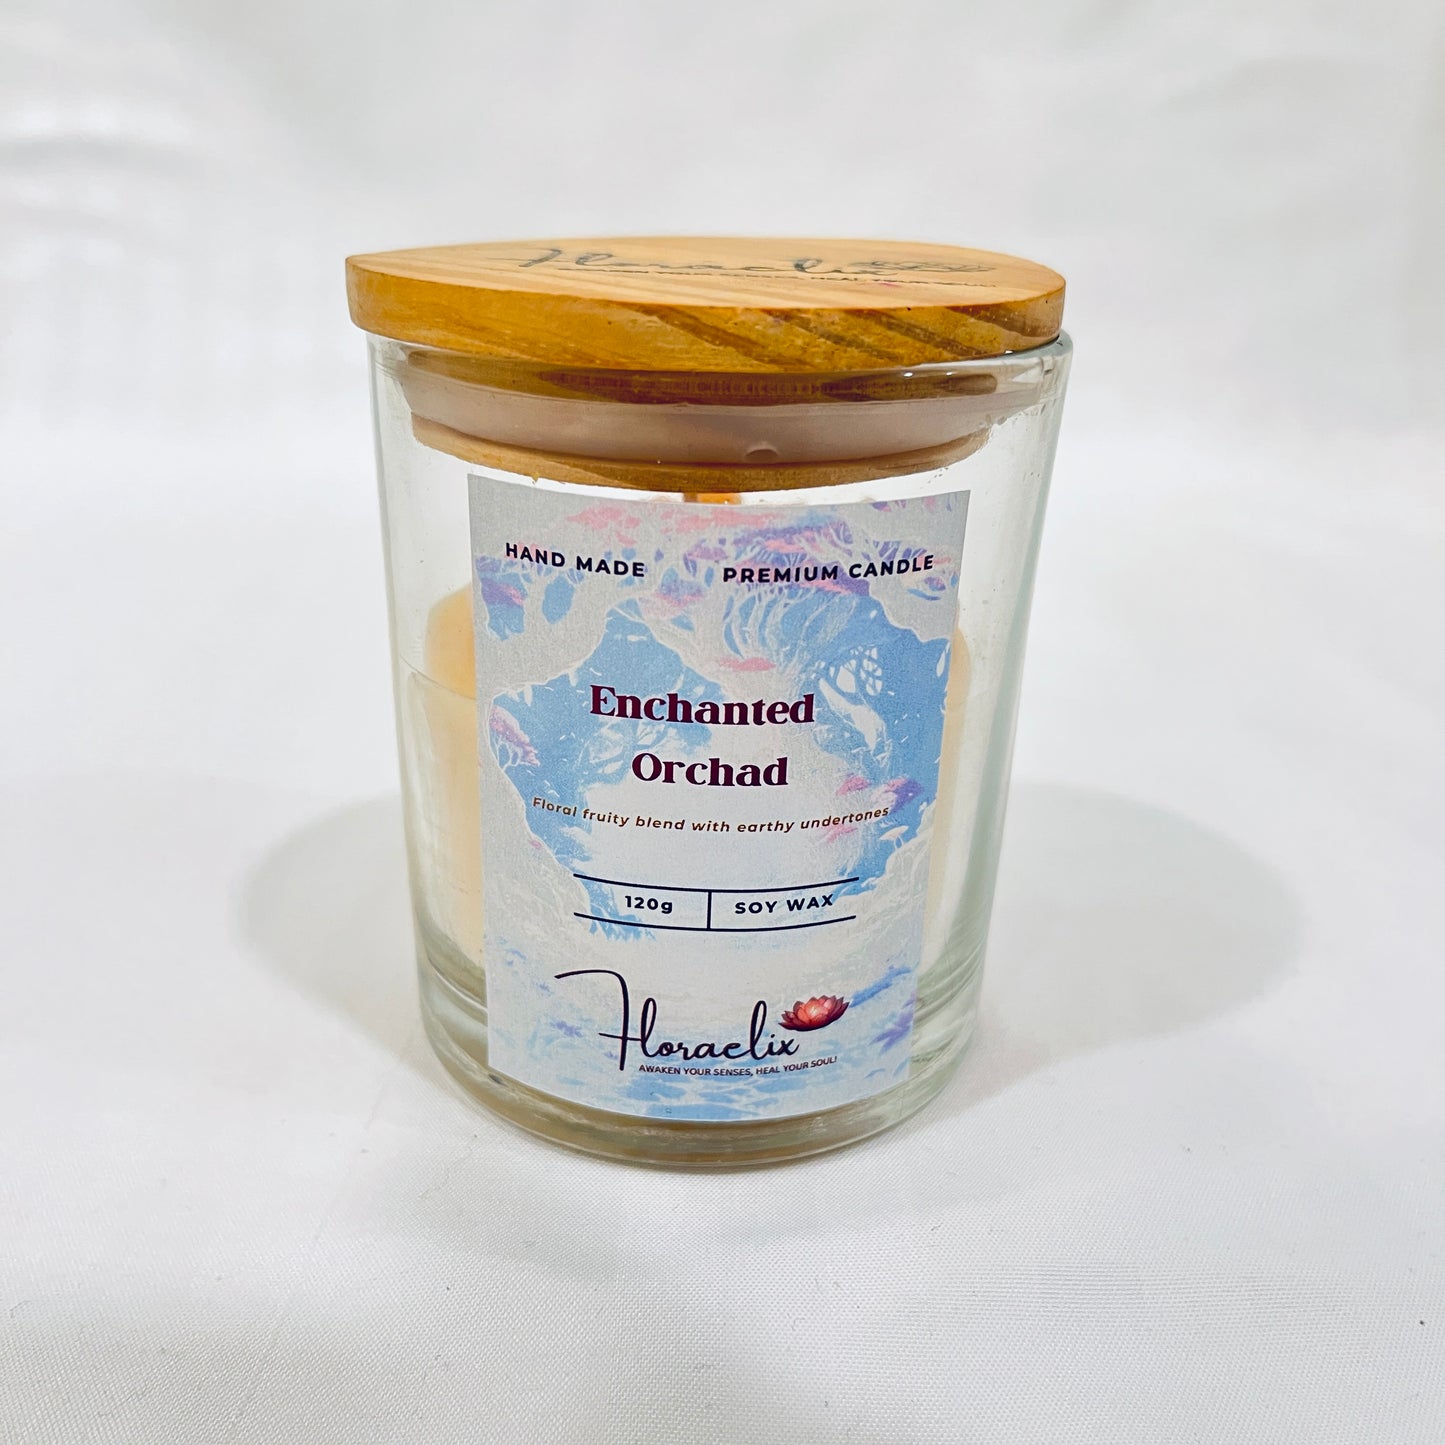 Floraelix
HAND MADE
PREMIUM CANDLE
Enchanted
Orchad
Floral fruity blend with earthy undertones
120g
SOY WAX
Floraelix
AWAKEN YOUR SENSES, HEAL YOUR SOUL!